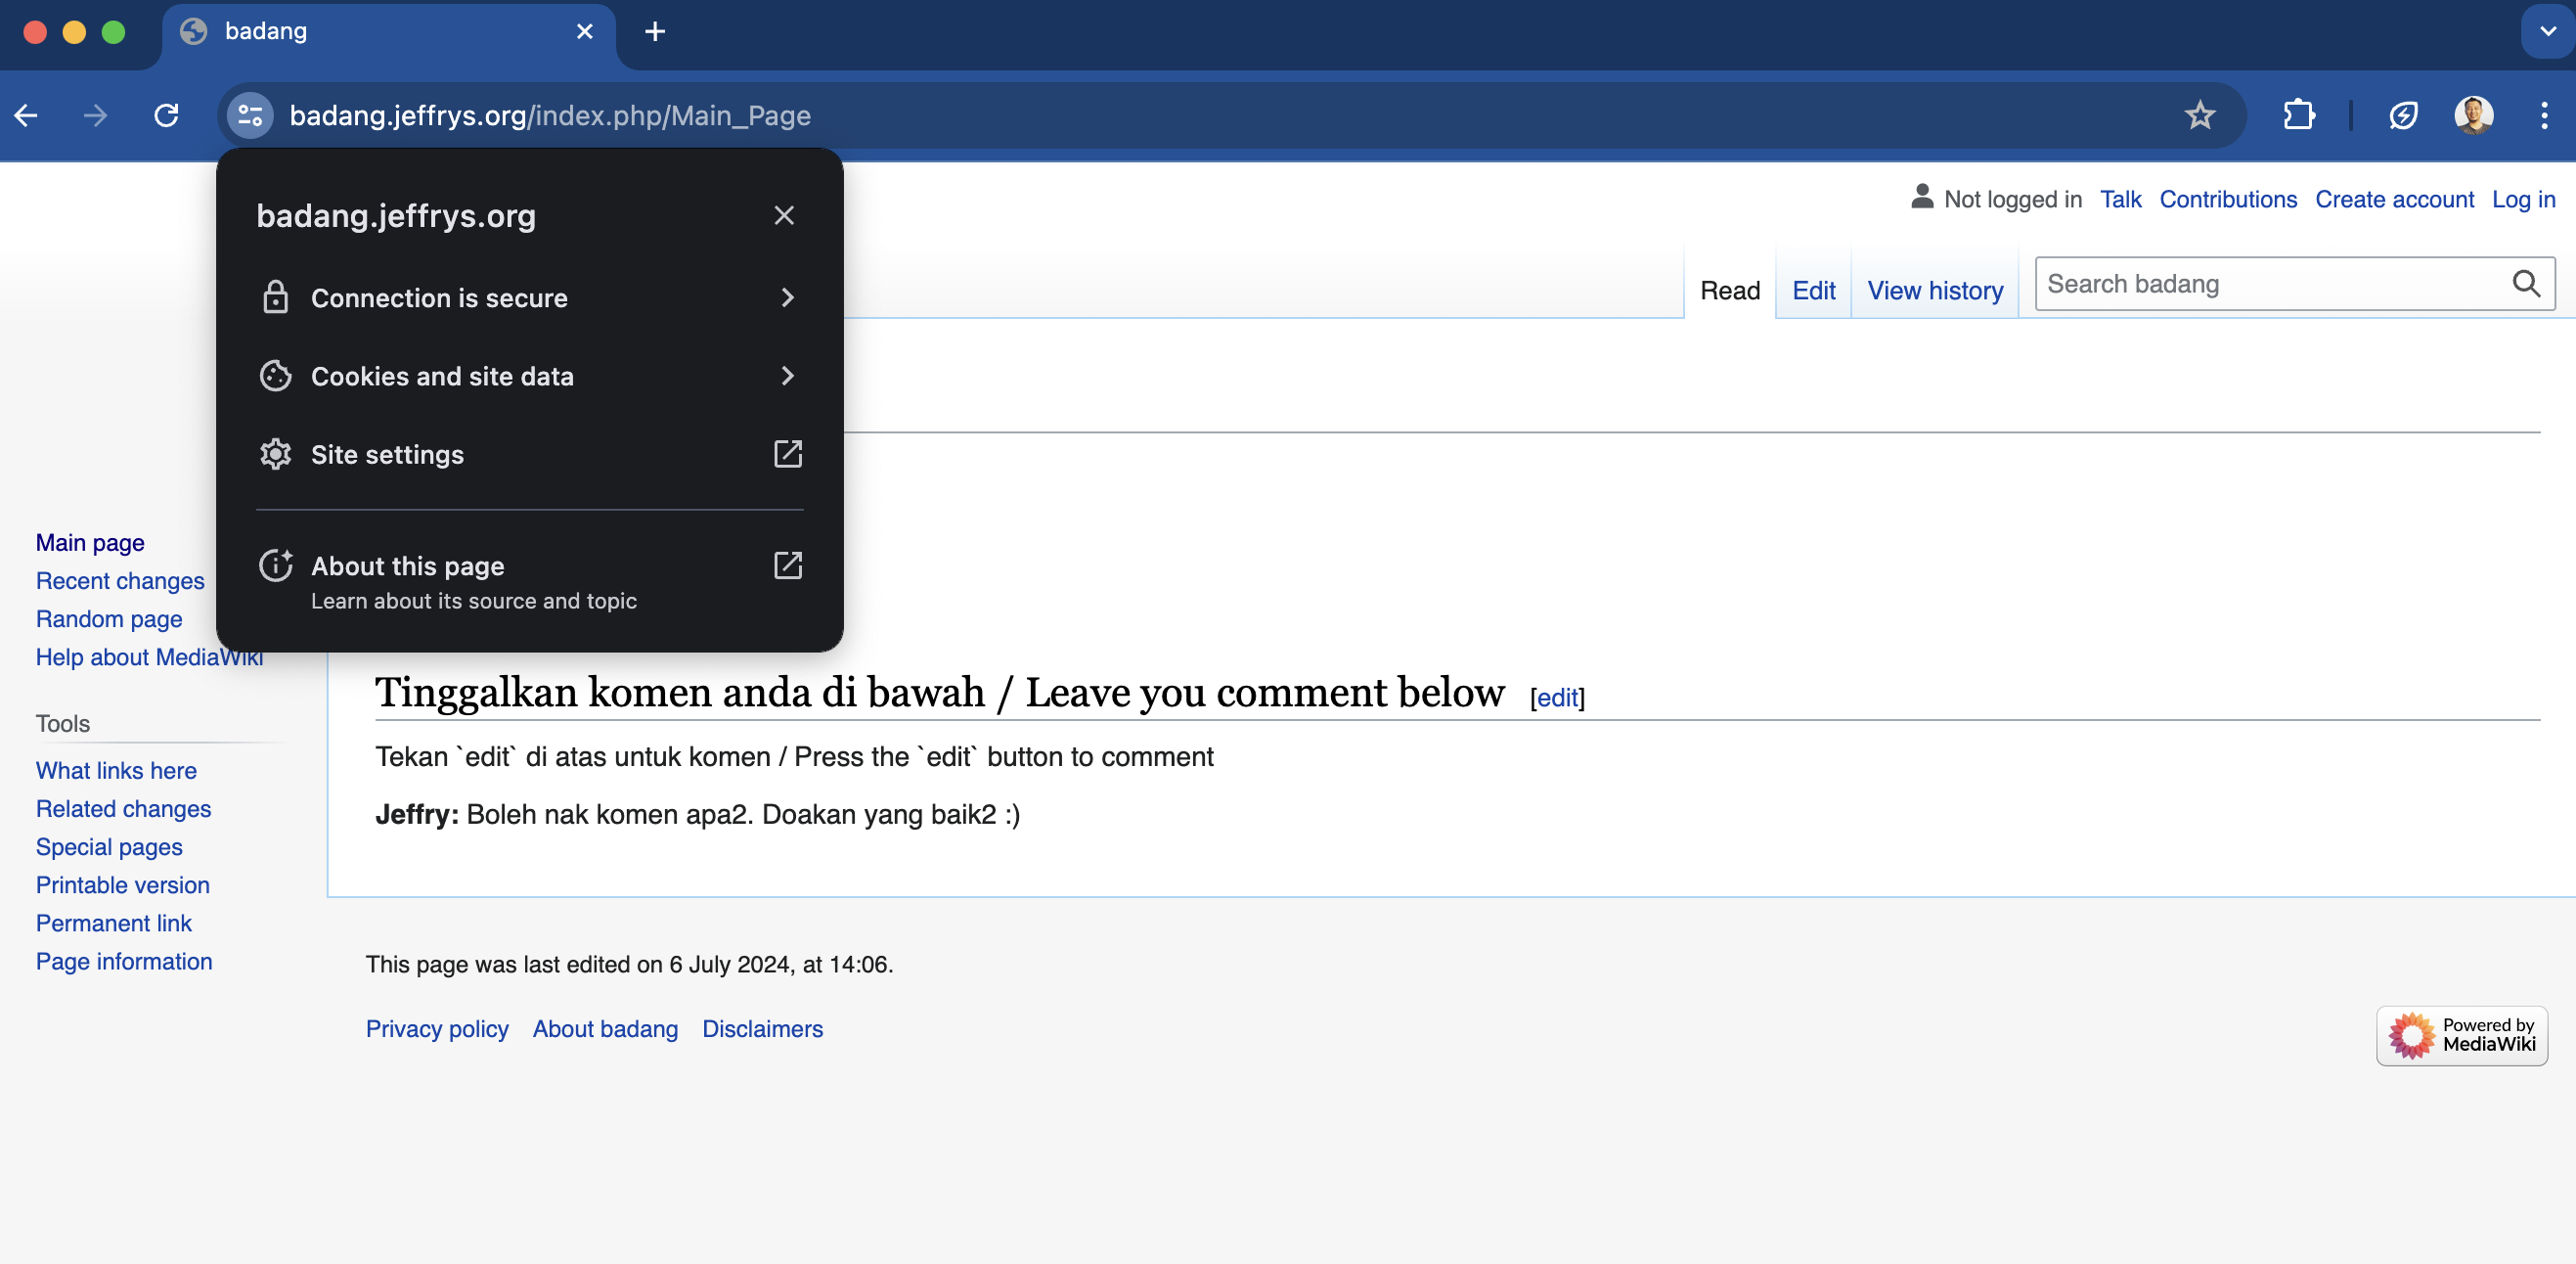 badang
badang.jeffrys.org/index.php/Main_Page
badang.jeffrys.org
Connection is secure
Cookies and site data
Site settings
About this page
Learn about its source and topic
Not logged in Talk Contributions Create account Log in
Read Edit View history Search badang
Main page
Recent changes
Random page
Help about MediaWiki
Tools
What links here
Related changes
Special pages
Printable version
Permanent link
Page information
Tinggalkan komen anda di bawah / Leave you comment below [edit]
Tekan `edit` di atas untuk komen / Press the `edit` button to comment
Jeffry: Boleh nak komen apa2. Doakan yang baik2 :)
This page was last edited on 6 July 2024, at 14:06.
Privacy policy About badang Disclaimers
Powered by
MediaWiki